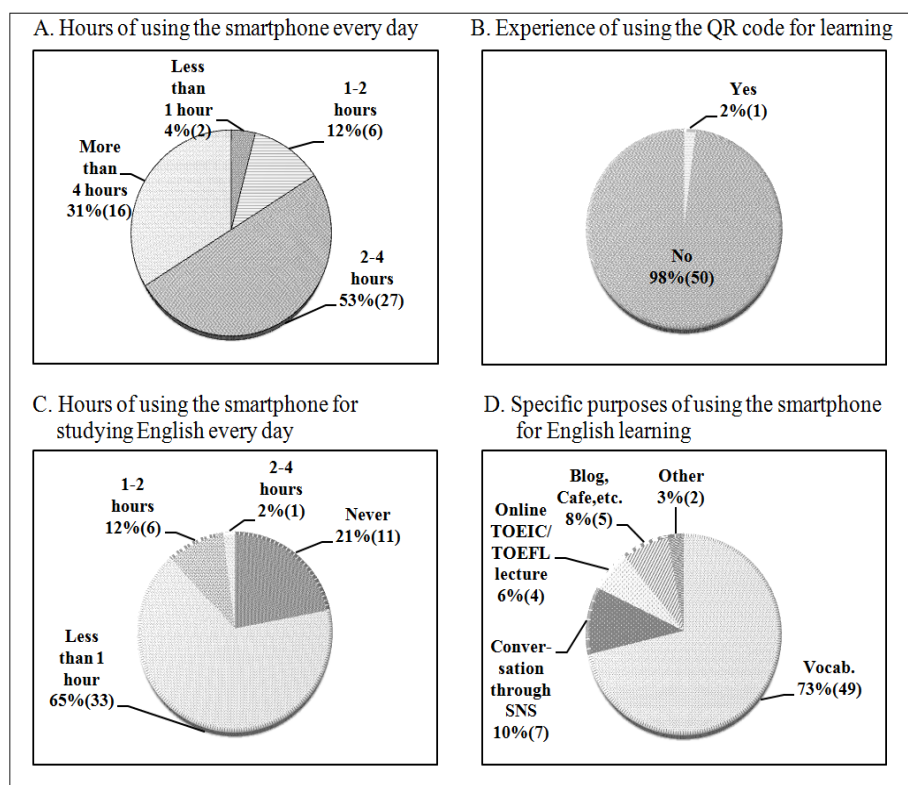 A. Hours of using the smartphone every day
Less
than
1 hour
4%(2)
1-2
hours
12%(6)
More
than
4 hours
31%(16)
2-4
hours
53%(27)
B. Experience of using the QR code for learning
Yes
2%(1)
No
98%(50)
C. Hours of using the smartphone for
studying English every day
1-2
hours
12%(6)
2-4
hours
2%(1)
Never
21%(11)
Less
than 1
hour
65%(33)
D. Specific purposes of using the smartphone
for English learning
Blog,
Cafe,etc.
8%(5)
Other
3%(2)
Online
TOEIC/
TOEFL
lecture
6%(4)
Conver-
sation
through
SNS
10%(7)
Vocab.
73%(49)